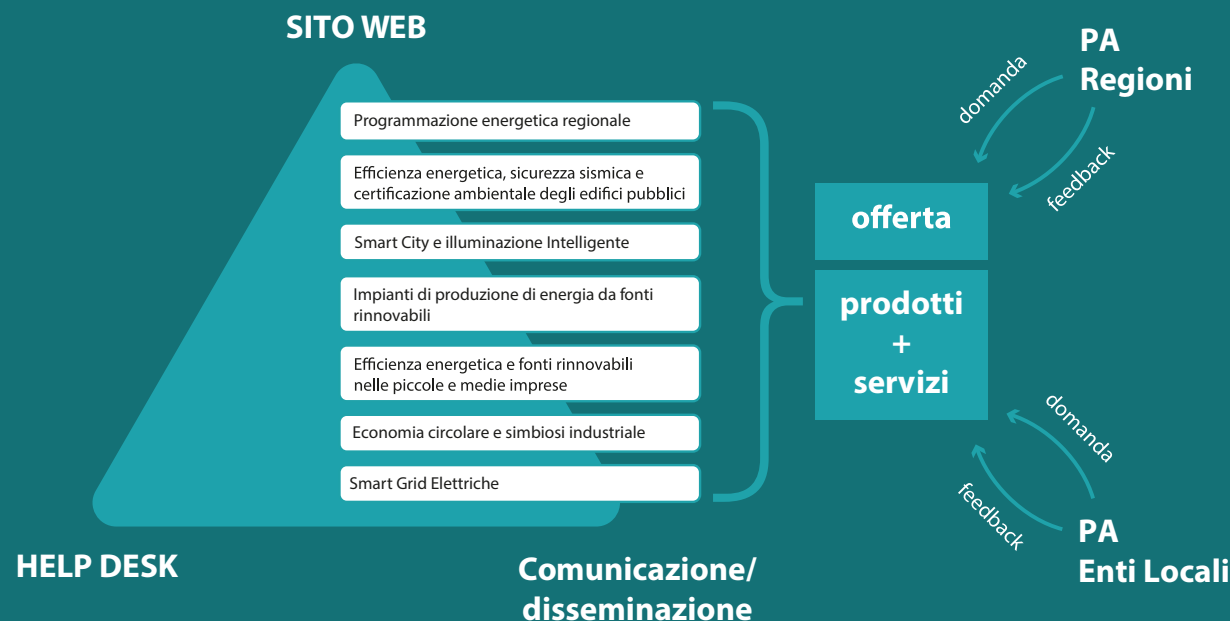 SITO WEB
Programmazione energetica regionale
Efficienza energetica, sicurezza sismica e
certificazione ambientale degli edifici pubblici
Smart City e illuminazione Intelligente
Impianti di produzione di energia da fonti
rinnovabili
Efficienza energetica e fonti rinnovabili
nelle piccole e medie imprese
Economia circolare e simbiosi industriale
Smart Grid Elettriche
HELP DESK
Comunicazione/
disseminazione
offerta
prodotti
+
servizi
PA
Regioni
domanda
feedback
domanda
feedback
PA
Enti Locali